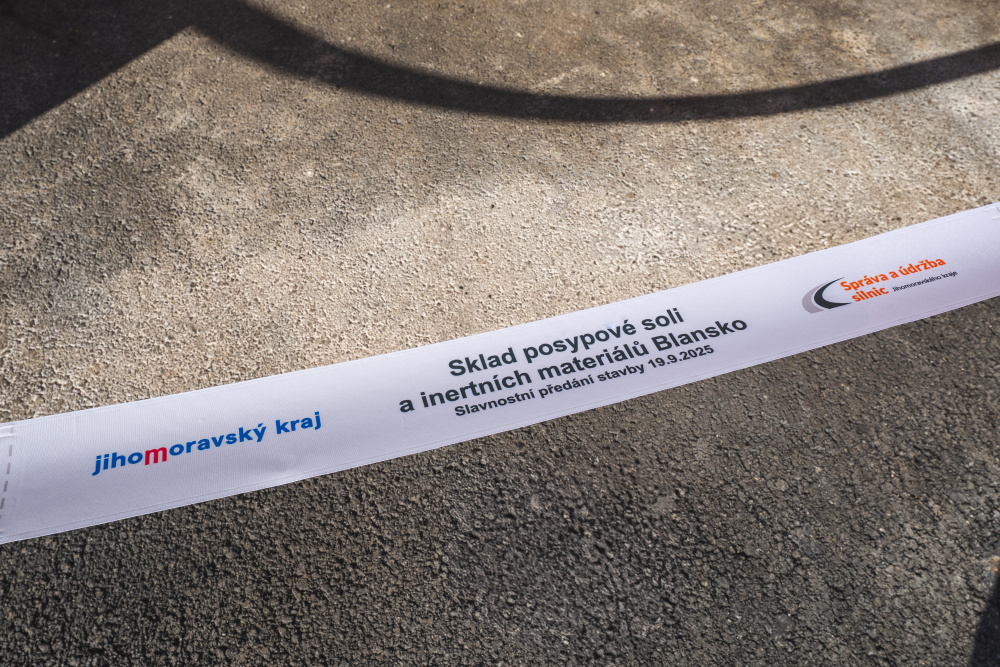 jihomoravský kraj
Sklad posypové soli
a inertních materiálů Blansko
Slavnostní předání stavby 19.9.2025
Správa a údržba
silnic Jihomoravského kraje